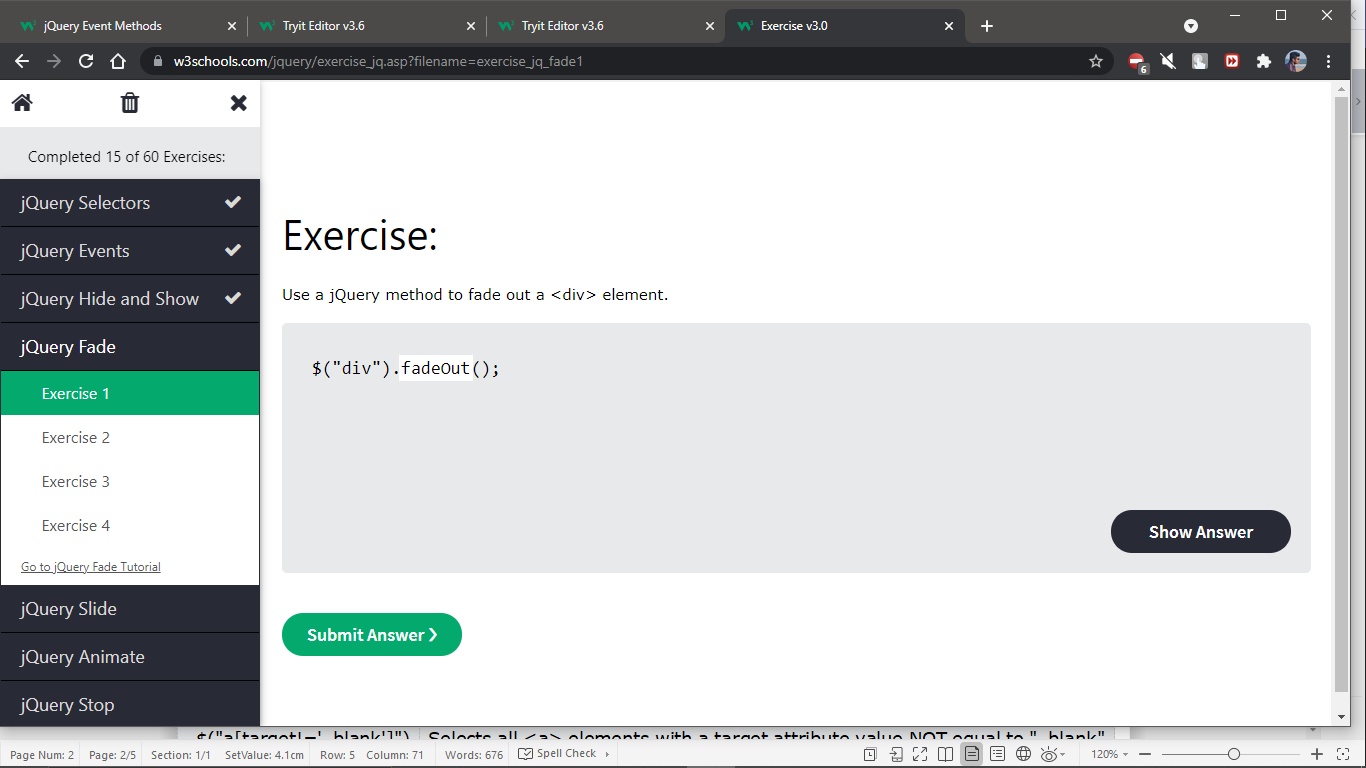 jQuery Event Methods
Tryit Editor v3.6
Tryit Editor v3.6
Exercise v3.0
w3schools.com/jquery/exercise_jq.asp?filename=exercise_jq_fade1
6
Completed 15 of 60 Exercises:
jQuery Selectors
jQuery Events
jQuery Hide and Show
jQuery Fade
Exercise 1
Exercise 2
Exercise 3
Exercise 4
Go to jQuery Fade Tutorial
jQuery Slide
jQuery Animate
jQuery Stop
Exercise:
Use a jQuery method to fade out a <div> element.
$("div").fadeOut();
Show Answer
Submit Answer ❯
$("a[target!='_blank']") Selects all <a> elements with a target attribute value NOT equal to "_blank"
Page Num: 2 Page: 2/5 Section: 1/1 SetValue: 4.1cm Row: 5 Column: 71 Words: 676 Spell Check 120%